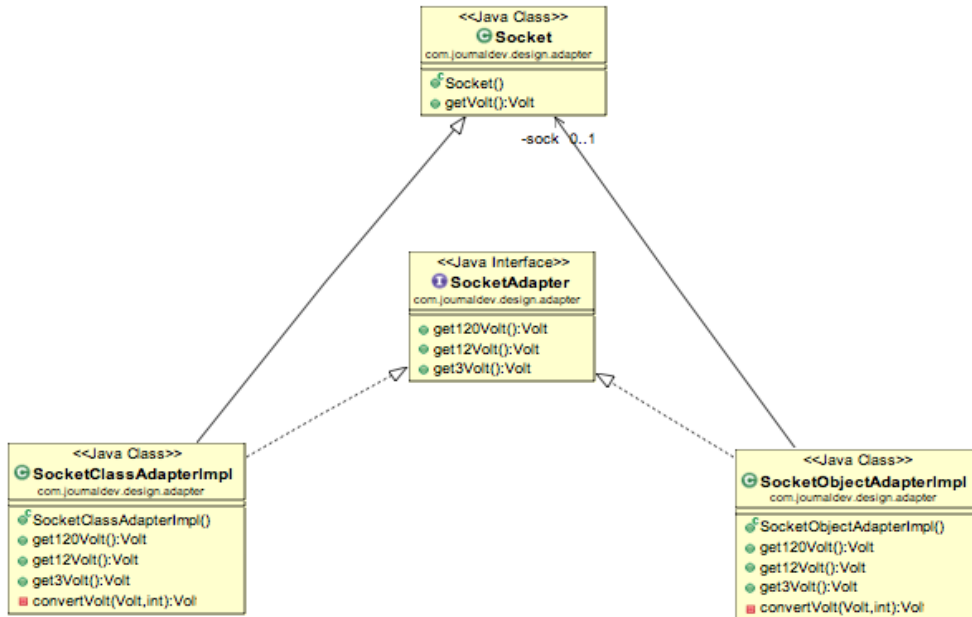 <<Java Class>>
Socket
com.journaldev.design.adapter
Socket()
getVolt():Volt
-sock 0..1
<<Java Interface>>
SocketAdapter
com.journaldev.design.adapter
get120Volt():Volt
get12Volt():Volt
get3Volt():Volt
<<Java Class>>
SocketClassAdapterImpl
com.journaldev.design.adapter
SocketClassAdapterImpl()
get120Volt():Volt
get12Volt():Volt
get3Volt():Volt
convertVolt(Volt,int):Volt
<<Java Class>>
SocketObjectAdapterImpl
com.journaldev.design.adapter
SocketObjectAdapterImpl()
get120Volt():Volt
get12Volt():Volt
get3Volt():Volt
convertVolt(Volt,int):Volt